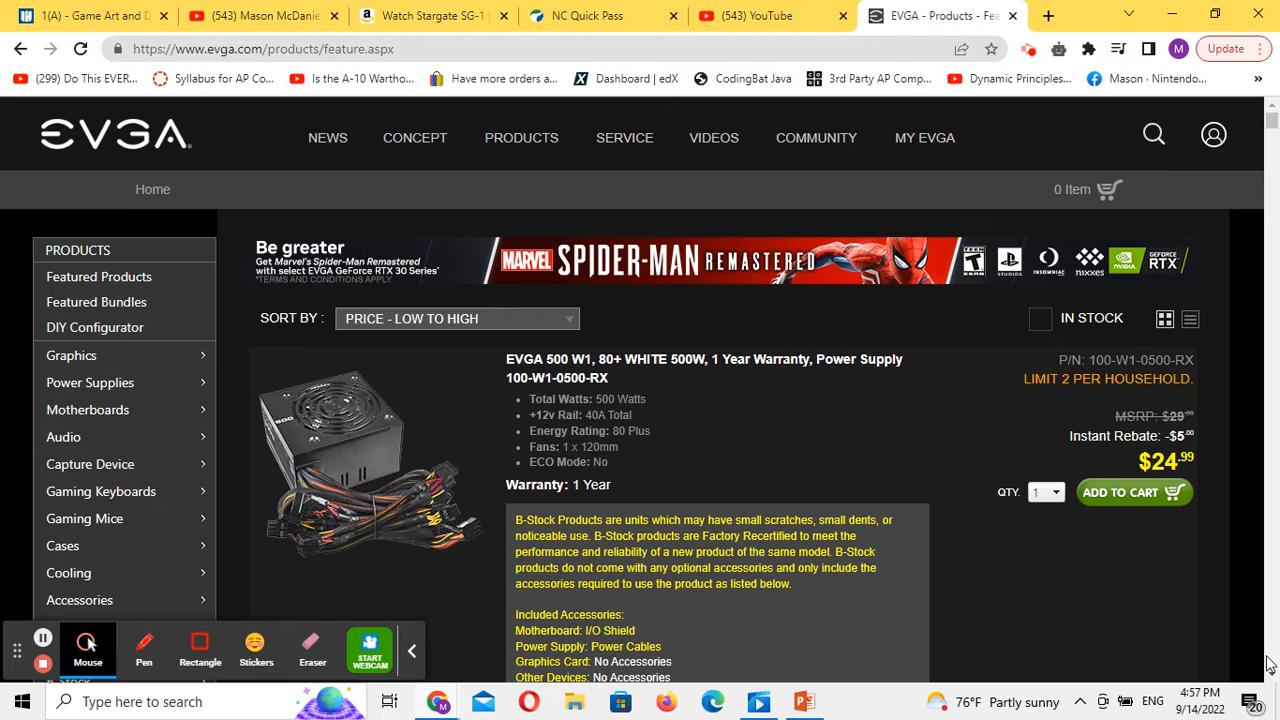 1(A) - Game Art and D
(543) Mason McDanie
Watch Stargate SG-1
NC Quick Pass
(543) YouTube
EVGA - Products - Fea
https://www.evga.com/products/feature.aspx
M
Update
(299) Do This EVER...
Syllabus for AP Co...
Is the A-10 Wartho...
Have more orders a...
Dashboard | edX
CodingBat Java
3rd Party AP Comp...
Dynamic Principles...
Mason · Nintendo...
EVGA
NEWS
CONCEPT
PRODUCTS
SERVICE
VIDEOS
COMMUNITY
MY EVGA
Home
0 Item
PRODUCTS
Featured Products
Featured Bundles
DIY Configurator
Graphics
Power Supplies
Motherboards
Audio
Capture Device
Gaming Keyboards
Gaming Mice
Cases
Cooling
Accessories
Be greater
Get Marvel's Spider-Man Remastered
with select EVGA GeForce RTX 30 Series*
*TERMS AND CONDITIONS APPLY.
MARVEL SPIDER-MAN REMASTERED
T
PS STUDIOS
INSOMNIAC
nixxes
NVIDIA
GEFORCE RTX
SORT BY :
PRICE - LOW TO HIGH
IN STOCK
EVGA 500 W1, 80+ WHITE 500W, 1 Year Warranty, Power Supply
100-W1-0500-RX
Total Watts: 500 Watts
+12v Rail: 40A Total
Energy Rating: 80 Plus
Fans: 1 x 120mm
ECO Mode: No
Warranty: 1 Year
P/N: 100-W1-0500-RX
LIMIT 2 PER HOUSEHOLD.
MSRP: $29.99
Instant Rebate: -$5.00
$24.99
QTY.
1
ADD TO CART
B-Stock Products are units which may have small scratches, small dents, or
noticeable use. B-Stock products are Factory Recertified to meet the
performance and reliability of a new product of the same model. B-Stock
products do not come with any optional accessories and only include the
accessories required to use the product as listed below.
Included Accessories:
Motherboard: I/O Shield
Power Supply: Power Cables
Graphics Card: No Accessories
Other Devices: No Accessories
Mouse
Pen
Rectangle
Stickers
Eraser
START
WEBCAM
Type here to search
76°F Partly sunny
ENG
4:57 PM
9/14/2022
20